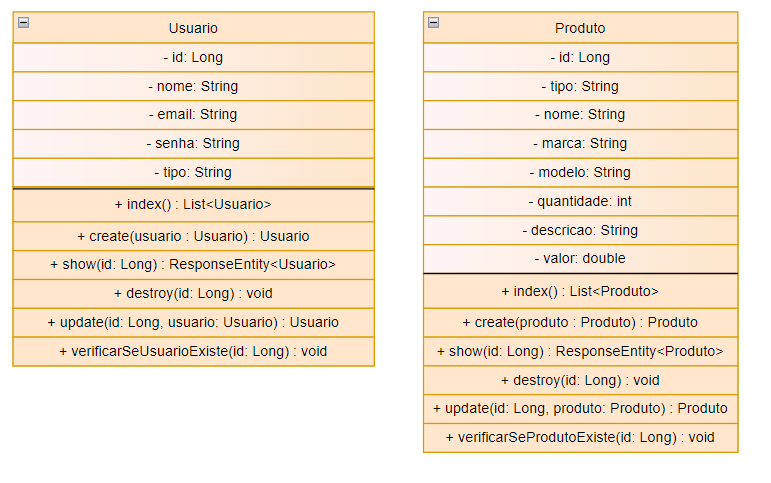 Usuario
- id: Long
- nome: String
- email: String
- senha: String
- tipo: String
+ index() : List<Usuario>
+ create(usuario : Usuario) : Usuario
+ show(id: Long) : ResponseEntity<Usuario>
+ destroy(id: Long) : void
+ update(id: Long, usuario: Usuario) : Usuario
+ verificarSeUsuarioExiste(id: Long) : void
Produto
- id: Long
- tipo: String
- nome: String
- marca: String
- modelo: String
- quantidade: int
- descricao: String
- valor: double
+ index() : List<Produto>
+ create(produto : Produto) : Produto
+ show(id: Long) : ResponseEntity<Produto>
+ destroy(id: Long) : void
+ update(id: Long, produto: Produto) : Produto
+ verificarSeProdutoExiste(id: Long) : void